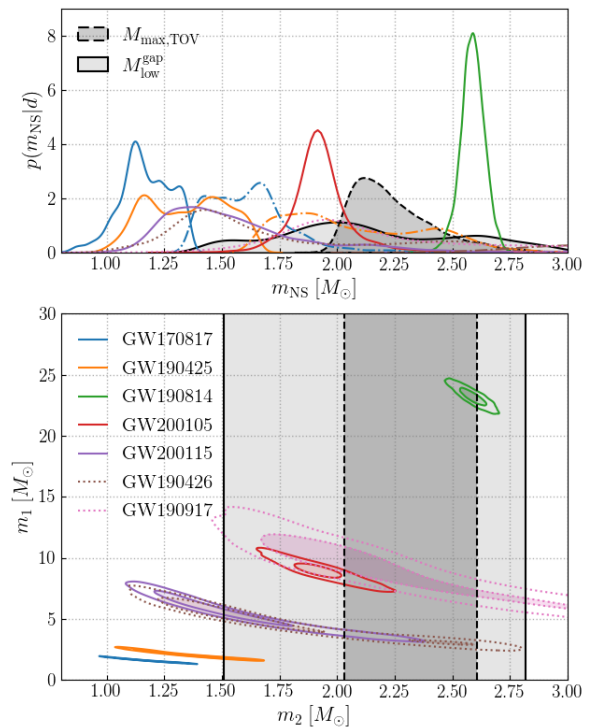 8
6
4
2
0
p(m_NS|d)
M_max,TOV
M_low^gap
1.00 1.25 1.50 1.75 2.00 2.25 2.50 2.75 3.00
m_NS [M_⊙]
30
25
20
15
10
5
0
m_1 [M_⊙]
GW170817
GW190425
GW190814
GW200105
GW200115
GW190426
GW190917
1.00 1.25 1.50 1.75 2.00 2.25 2.50 2.75 3.00
m_2 [M_⊙]